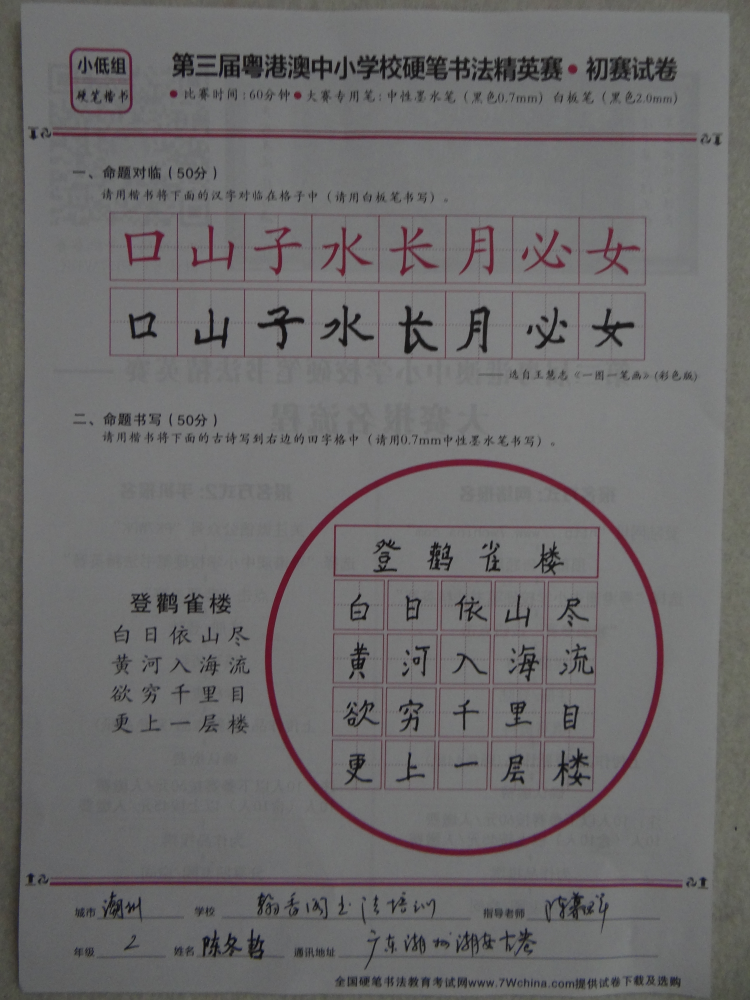 小低组
硬笔楷书
第三届粤港澳中小学校硬笔书法精英赛•初赛试卷
•比赛时间:60分钟•大赛专用笔:中性墨水笔(黑色0.7mm)白板笔(黑色2.0mm)
一、命题对临(50分)
请用楷书将下面的汉字对临在格子中(请用白板笔书写)。
口山子水长月必女
口山子水长月必女
——选自王慧志《一图一笔画》(彩色版)
二、命题书写(50分)
请用楷书将下面的古诗写到右边的田字格中(请用0.7mm中性墨水笔书写)。
登鹳雀楼
白日依山尽
黄河入海流
欲穷千里目
更上一层楼
登鹳雀楼
白日依山尽
黄河入海流
欲穷千里目
更上一层楼
城市 潮州 学校 翰香阁书法培训 指导老师
年级 2 姓名 陈冬哲 通讯地址 广东潮州潮安古巷
全国硬笔书法教育考试网www.7Wchina.com提供试卷下载及选购